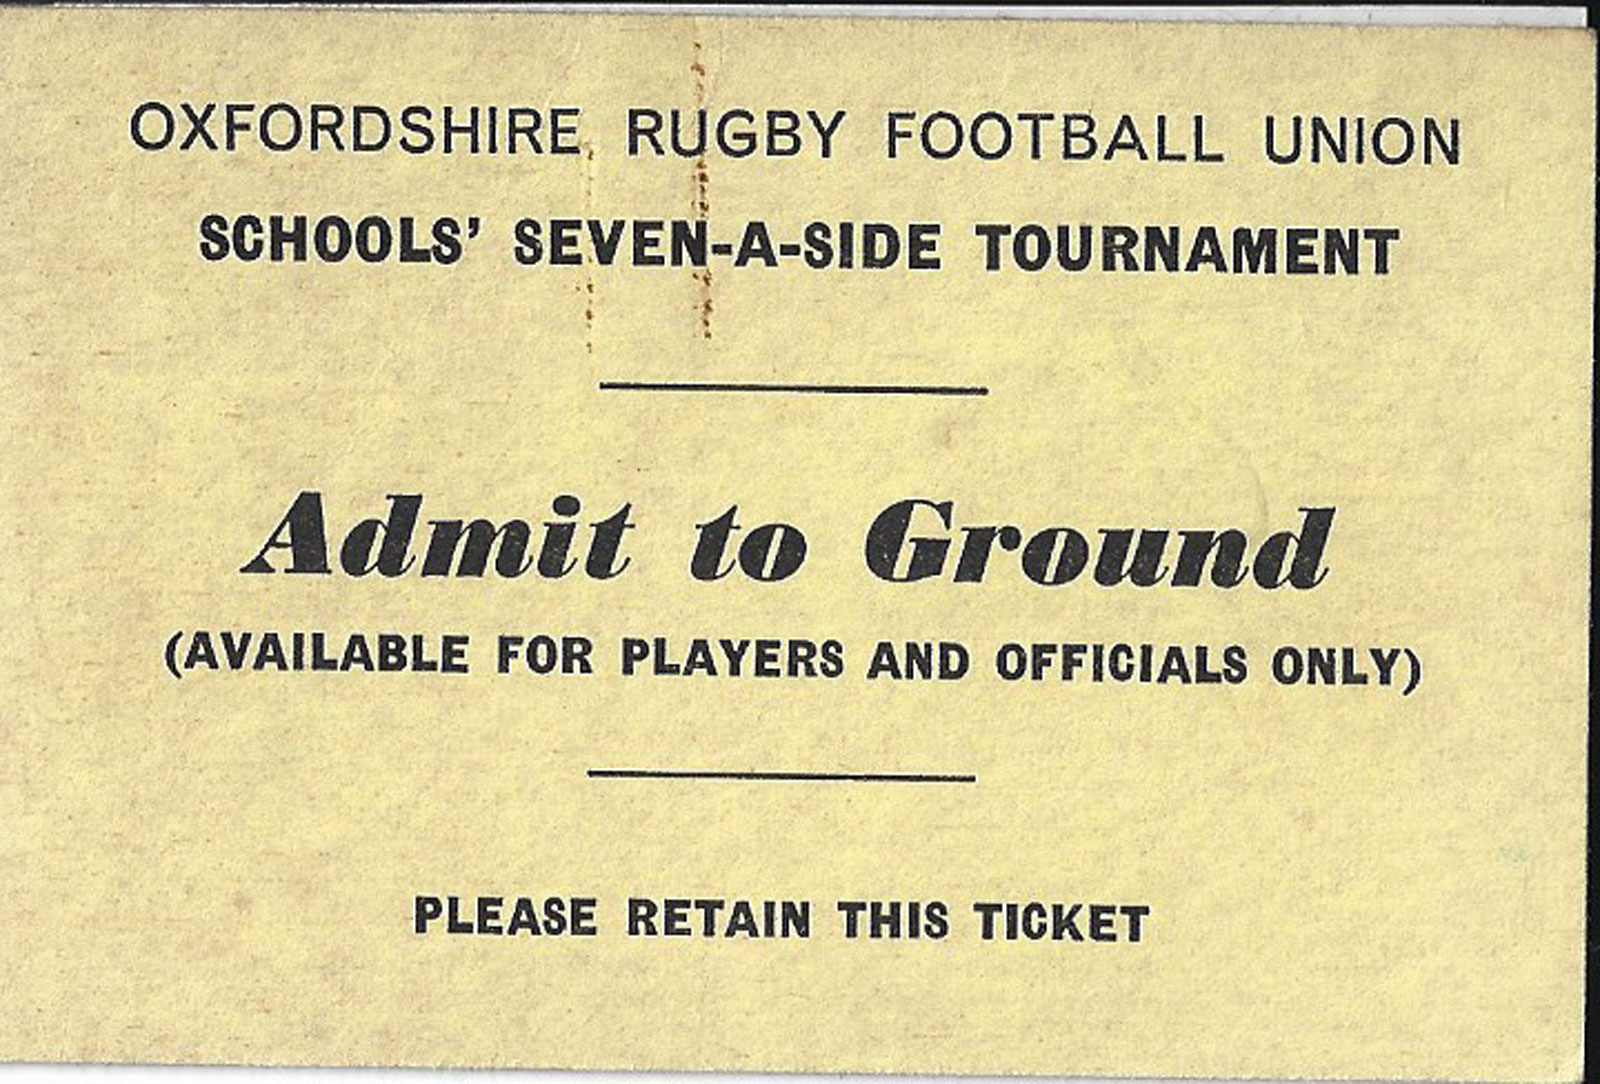 OXFORDSHIRE RUGBY FOOTBALL UNION
SCHOOLS' SEVEN-A-SIDE TOURNAMENT
Admit to Ground
(AVAILABLE FOR PLAYERS AND OFFICIALS ONLY)
PLEASE RETAIN THIS TICKET